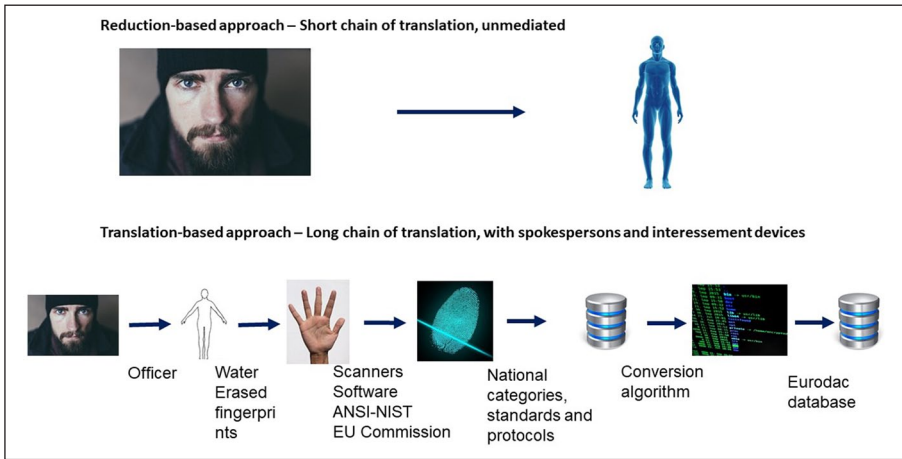 Reduction-based approach – Short chain of translation, unmediated
Translation-based approach – Long chain of translation, with spokespersons and interessement devices
Officer
Water
Erased
fingerpri
nts
Scanners
Software
ANSI-NIST
EU Commission
National
categories,
standards and
protocols
Conversion
algorithm
Eurodac
database